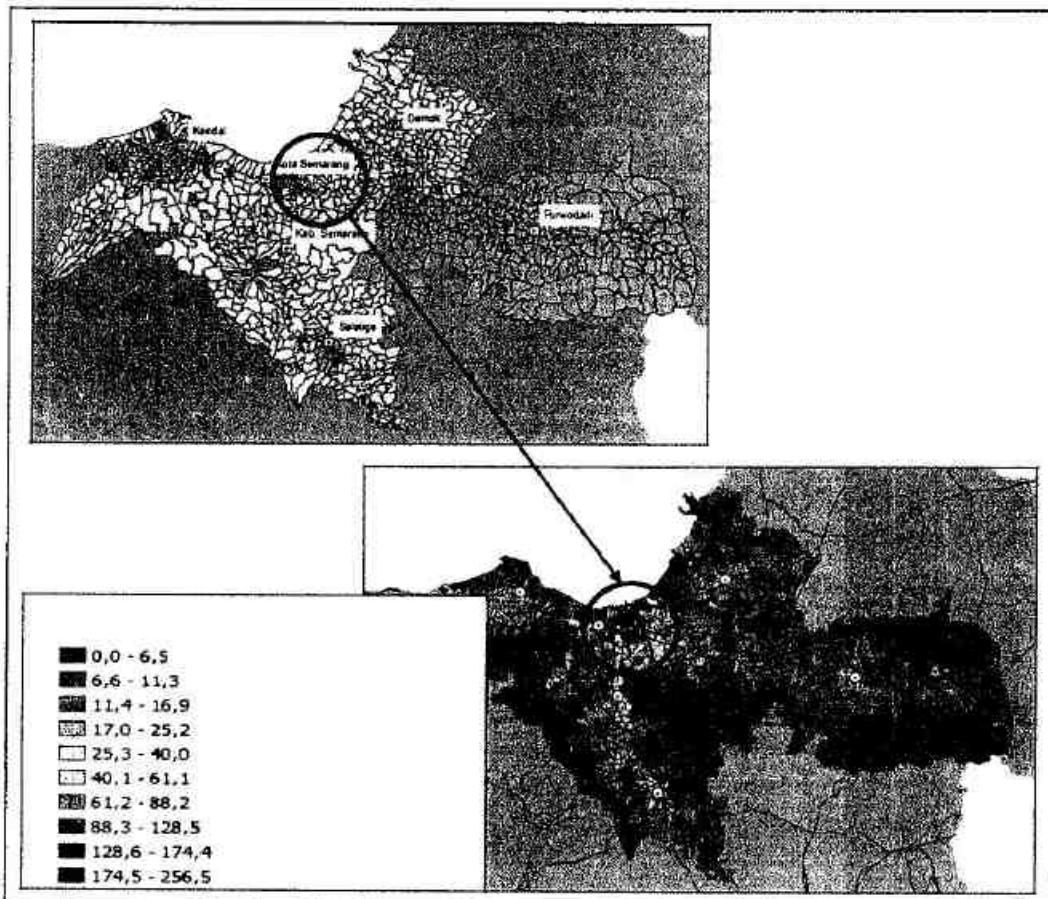 Kendal
Demak
Kota Semarang
Purwodadi
Kab. Semarang
Salatiga
0,0 - 6,5
6,6 - 11,3
11,4 - 16,9
17,0 - 25,2
25,3 - 40,0
40,1 - 61,1
61,2 - 88,2
88,3 - 128,5
128,6 - 174,4
174,5 - 256,5